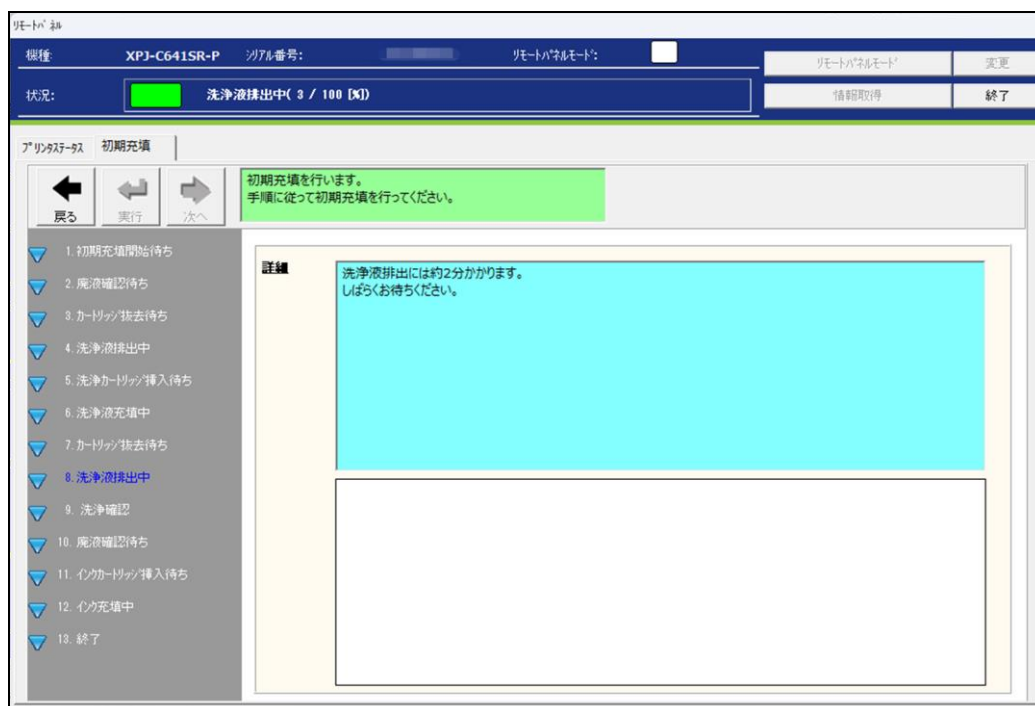 リモートパネル
機種: XPJ-C641SR-P シリアル番号: リモートパネルモード:
リモートパネルモード 変更
状況: 洗浄液排出中( 3 / 100 [%])
情報取得 終了
プリンタステータス 初期充填
戻る 実行 次へ
初期充填を行います。
手順に従って初期充填を行ってください。
1. 初期充填開始待ち
2. 廃液確認待ち
3. カートリッジ抜去待ち
4. 洗浄液排出中
5. 洗浄カートリッジ挿入待ち
6. 洗浄液充填中
7. カートリッジ抜去待ち
8. 洗浄液排出中
9. 洗浄確認
10. 廃液確認待ち
11. インクカートリッジ挿入待ち
12. インク充填中
13. 終了
詳細
洗浄液排出には約2分かかります。
しばらくお待ちください。